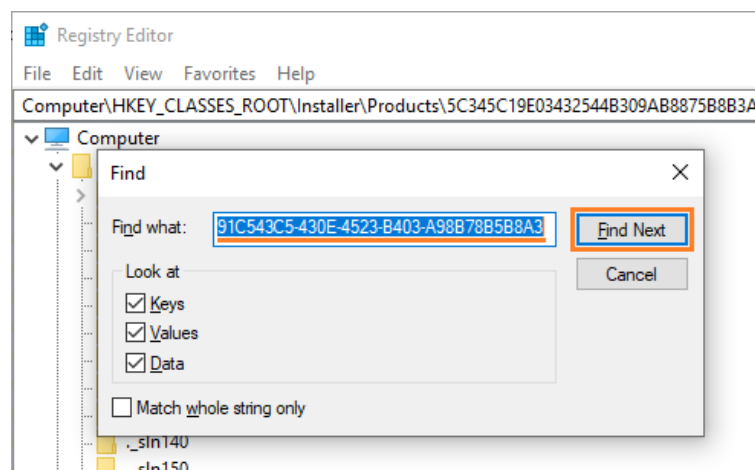 Registry Editor
File Edit View Favorites Help
Computer\HKEY_CLASSES_ROOT\Installer\Products\5C345C19E03432544B309AB8875B8B3A
Computer
Find
Find what: 91C543C5-430E-4523-B403-A98B78B5B8A3 Find Next
Look at Cancel
Keys
Values
Data
Match whole string only
._sln140
._sln150